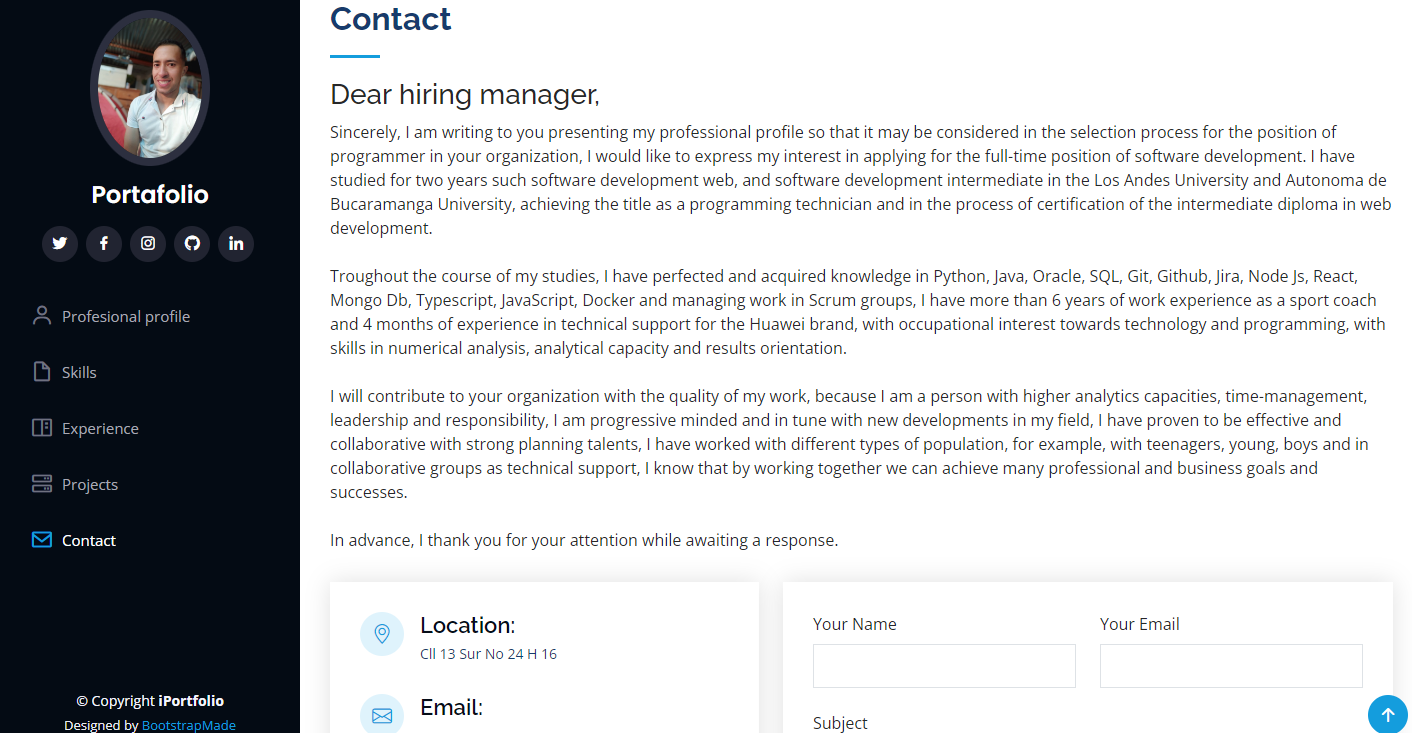 Portafolio
Profesional profile
Skills
Experience
Projects
Contact
© Copyright iPortfolio
Designed by BootstrapMade
Contact
Dear hiring manager,
Sincerely, I am writing to you presenting my professional profile so that it may be considered in the selection process for the position of
programmer in your organization, I would like to express my interest in applying for the full-time position of software development. I have
studied for two years such software development web, and software development intermediate in the Los Andes University and Autonoma de
Bucaramanga University, achieving the title as a programming technician and in the process of certification of the intermediate diploma in web
development.
Troughout the course of my studies, I have perfected and acquired knowledge in Python, Java, Oracle, SQL, Git, Github, Jira, Node Js, React,
Mongo Db, Typescript, JavaScript, Docker and managing work in Scrum groups, I have more than 6 years of work experience as a sport coach
and 4 months of experience in technical support for the Huawei brand, with occupational interest towards technology and programming, with
skills in numerical analysis, analytical capacity and results orientation.
I will contribute to your organization with the quality of my work, because I am a person with higher analytics capacities, time-management,
leadership and responsibility, I am progressive minded and in tune with new developments in my field, I have proven to be effective and
collaborative with strong planning talents, I have worked with different types of population, for example, with teenagers, young, boys and in
collaborative groups as technical support, I know that by working together we can achieve many professional and business goals and
successes.
In advance, I thank you for your attention while awaiting a response.
Location:
Cll 13 Sur No 24 H 16
Email:
Your Name
Your Email
Subject